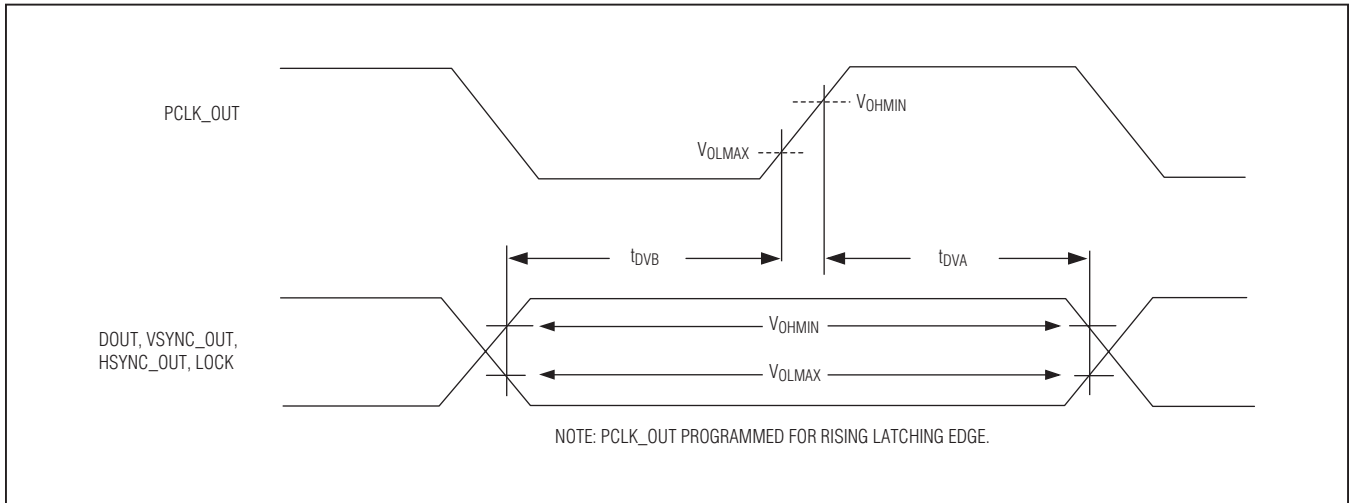 PCLK_OUT
VOHMIN
VOLMAX
tDVB
tDVA
DOUT, VSYNC_OUT,
HSYNC_OUT, LOCK
VOHMIN
VOLMAX
NOTE: PCLK_OUT PROGRAMMED FOR RISING LATCHING EDGE.